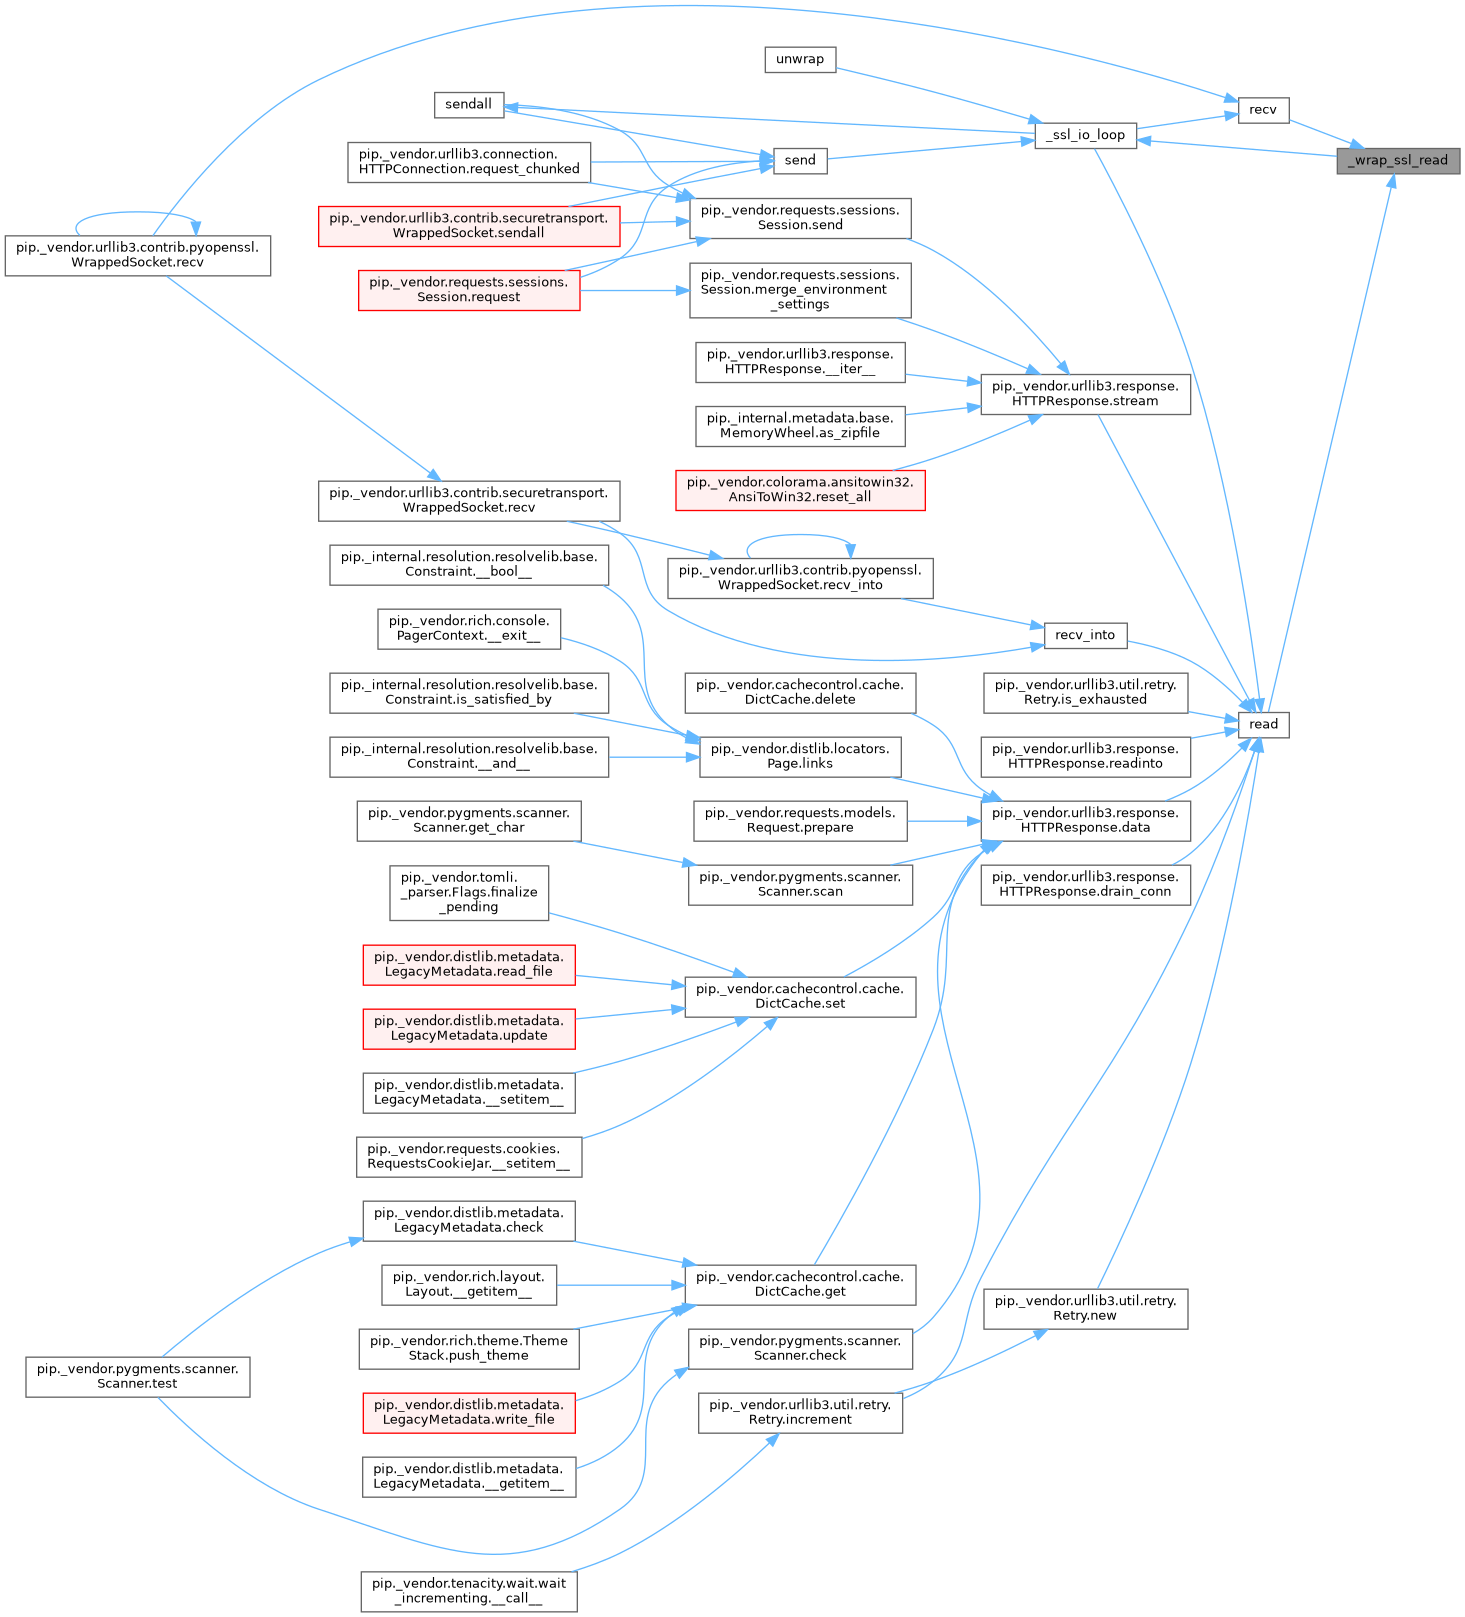 unwrap
sendall
recv
_ssl_io_loop
_wrap_ssl_read
send
pip._vendor.urllib3.connection.
HTTPConnection.request_chunked
pip._vendor.requests.sessions.
Session.send
pip._vendor.urllib3.contrib.securetransport.
WrappedSocket.sendall
pip._vendor.urllib3.contrib.pyopenssl.
WrappedSocket.recv
pip._vendor.requests.sessions.
Session.request
pip._vendor.requests.sessions.
Session.merge_environment
_settings
pip._vendor.urllib3.response.
HTTPResponse.__iter__
pip._vendor.urllib3.response.
HTTPResponse.stream
pip._internal.metadata.base.
MemoryWheel.as_zipfile
pip._vendor.colorama.ansitowin32.
AnsiToWin32.reset_all
pip._vendor.urllib3.contrib.securetransport.
WrappedSocket.recv
pip._internal.resolution.resolvelib.base.
Constraint.__bool__
pip._vendor.urllib3.contrib.pyopenssl.
WrappedSocket.recv_into
pip._vendor.rich.console.
PagerContext.__exit__
recv_into
pip._internal.resolution.resolvelib.base.
Constraint.is_satisfied_by
pip._vendor.cachecontrol.cache.
DictCache.delete
pip._vendor.urllib3.util.retry.
Retry.is_exhausted
read
pip._internal.resolution.resolvelib.base.
Constraint.__and__
pip._vendor.distlib.locators.
Page.links
pip._vendor.urllib3.response.
HTTPResponse.readinto
pip._vendor.pygments.scanner.
Scanner.get_char
pip._vendor.requests.models.
Request.prepare
pip._vendor.urllib3.response.
HTTPResponse.data
pip._vendor.tomli.
_parser.Flags.finalize
_pending
pip._vendor.pygments.scanner.
Scanner.scan
pip._vendor.urllib3.response.
HTTPResponse.drain_conn
pip._vendor.distlib.metadata.
LegacyMetadata.read_file
pip._vendor.cachecontrol.cache.
DictCache.set
pip._vendor.distlib.metadata.
LegacyMetadata.update
pip._vendor.distlib.metadata.
LegacyMetadata.__setitem__
pip._vendor.requests.cookies.
RequestsCookieJar.__setitem__
pip._vendor.distlib.metadata.
LegacyMetadata.check
pip._vendor.rich.layout.
Layout.__getitem__
pip._vendor.cachecontrol.cache.
DictCache.get
pip._vendor.urllib3.util.retry.
Retry.new
pip._vendor.rich.theme.Theme
Stack.push_theme
pip._vendor.pygments.scanner.
Scanner.check
pip._vendor.pygments.scanner.
Scanner.test
pip._vendor.distlib.metadata.
LegacyMetadata.write_file
pip._vendor.urllib3.util.retry.
Retry.increment
pip._vendor.distlib.metadata.
LegacyMetadata.__getitem__
pip._vendor.tenacity.wait.wait
_incrementing.__call__